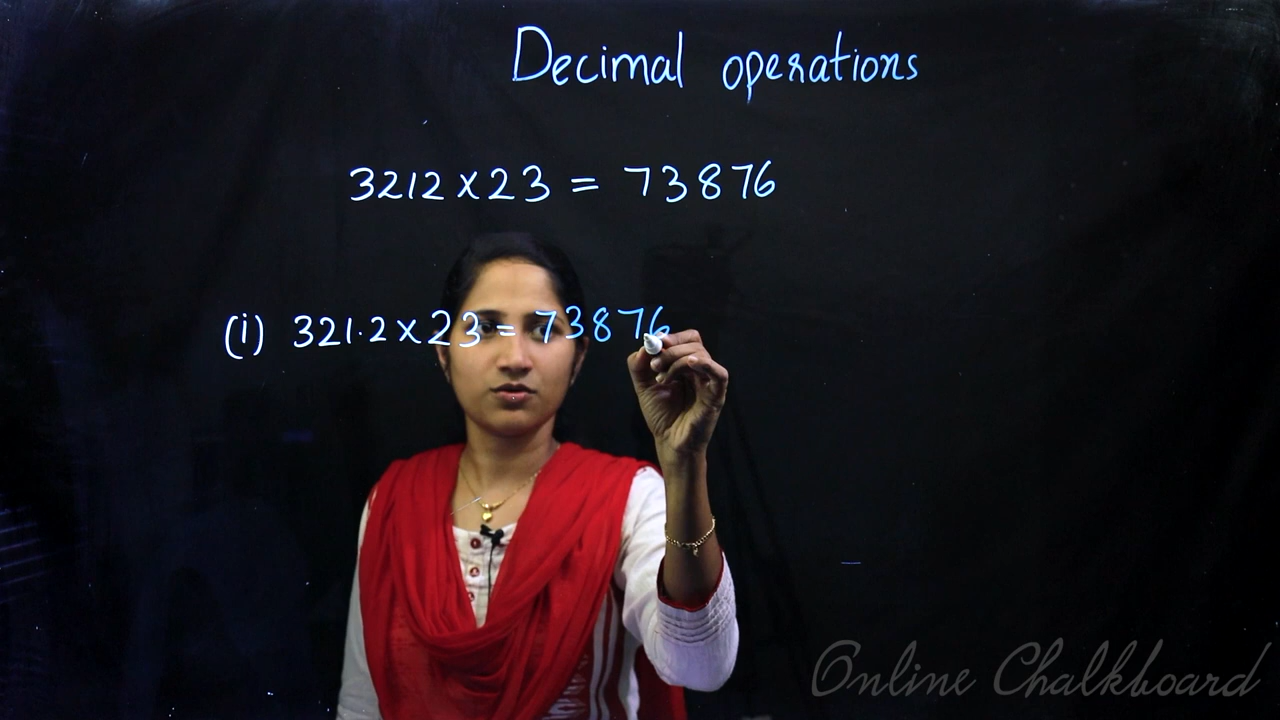 Decimal operations
3212 x 23 = 73876
(i) 321.2 x 23 = 73876
Online Chalkboard